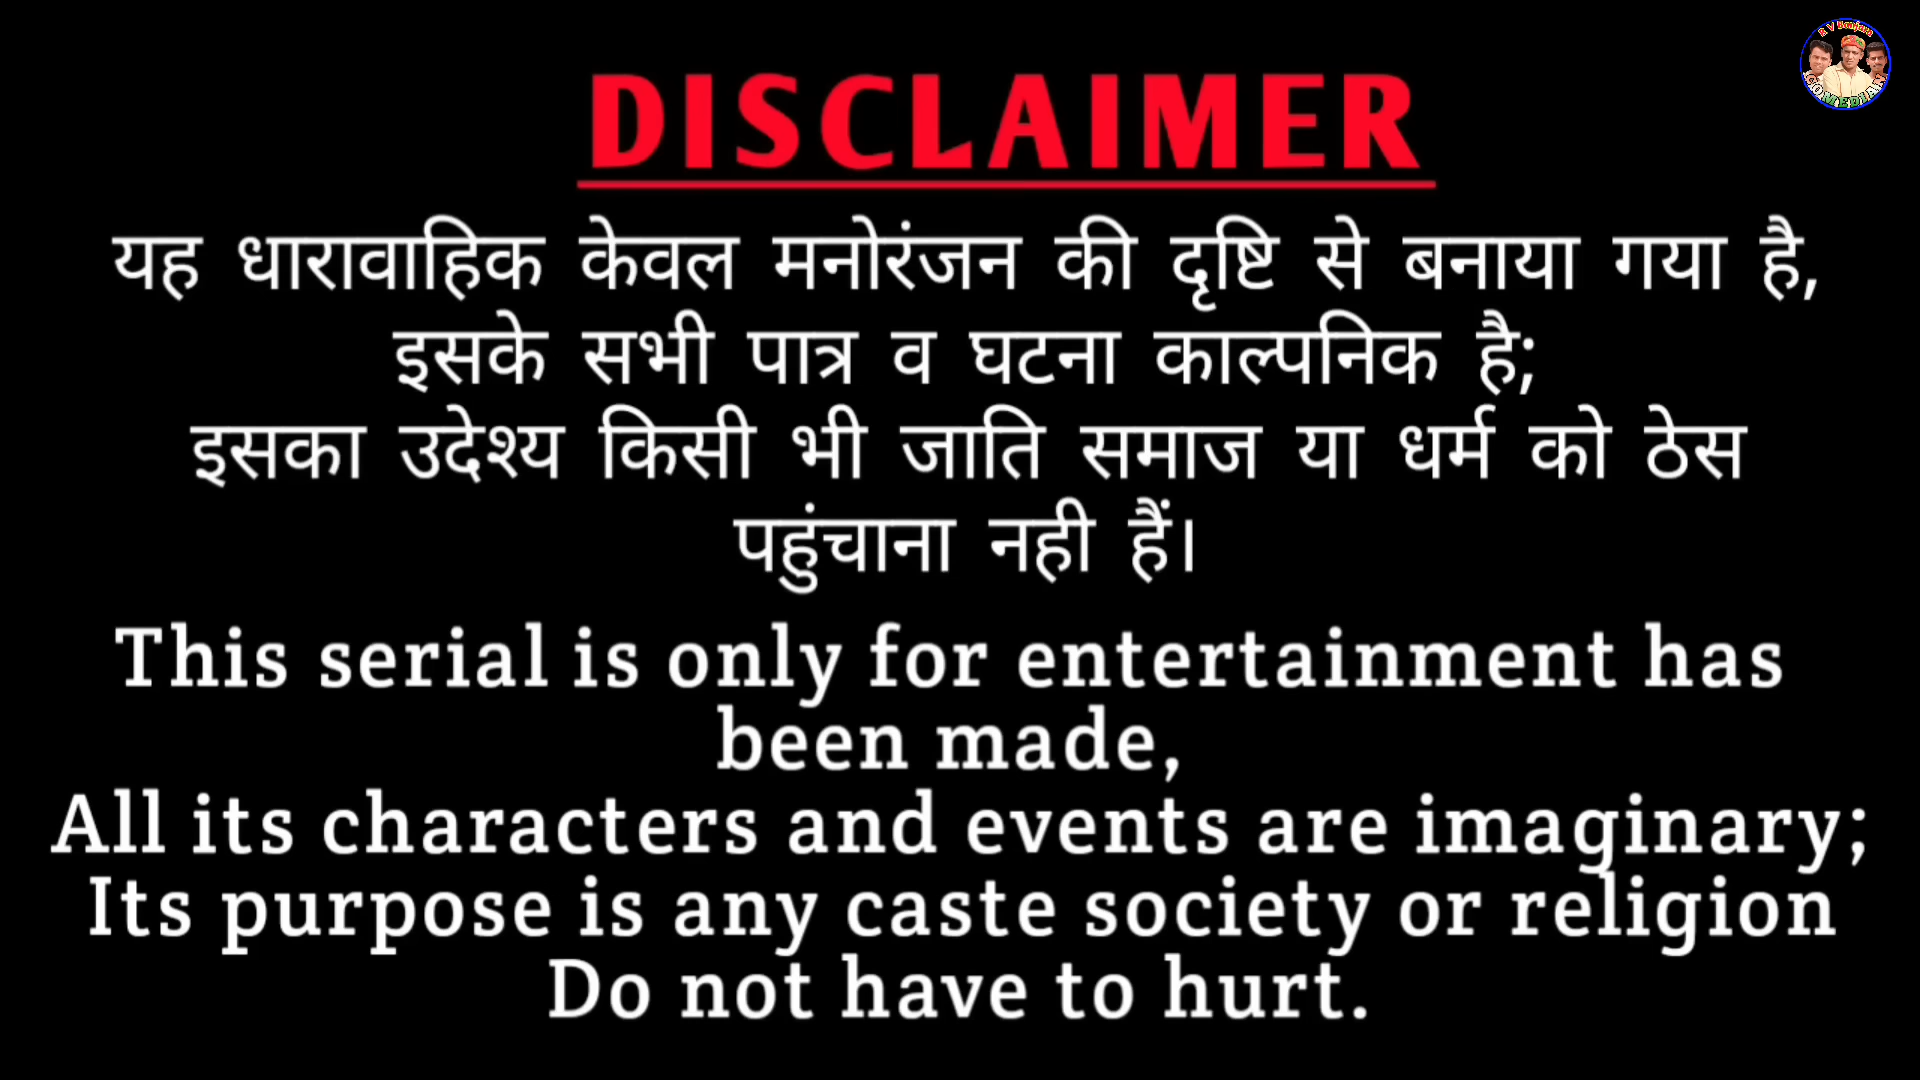 R V Banjara
COMEDIAN
DISCLAIMER
यह धारावाहिक केवल मनोरंजन की दृष्टि से बनाया गया है,
इसके सभी पात्र व घटना काल्पनिक है;
इसका उदेश्य किसी भी जाति समाज या धर्म को ठेस
पहुंचाना नही हैं।
This serial is only for entertainment has
been made,
All its characters and events are imaginary;
Its purpose is any caste society or religion
Do not have to hurt.